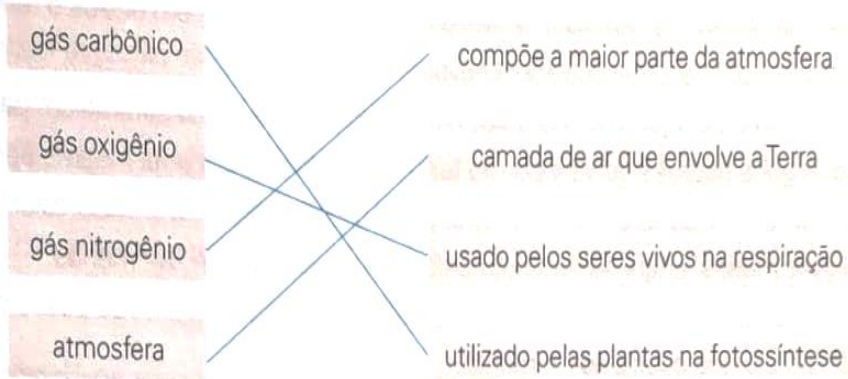 gás carbônico
compõe a maior parte da atmosfera
gás oxigênio
camada de ar que envolve a Terra
gás nitrogênio
usado pelos seres vivos na respiração
atmosfera
utilizado pelas plantas na fotossíntese